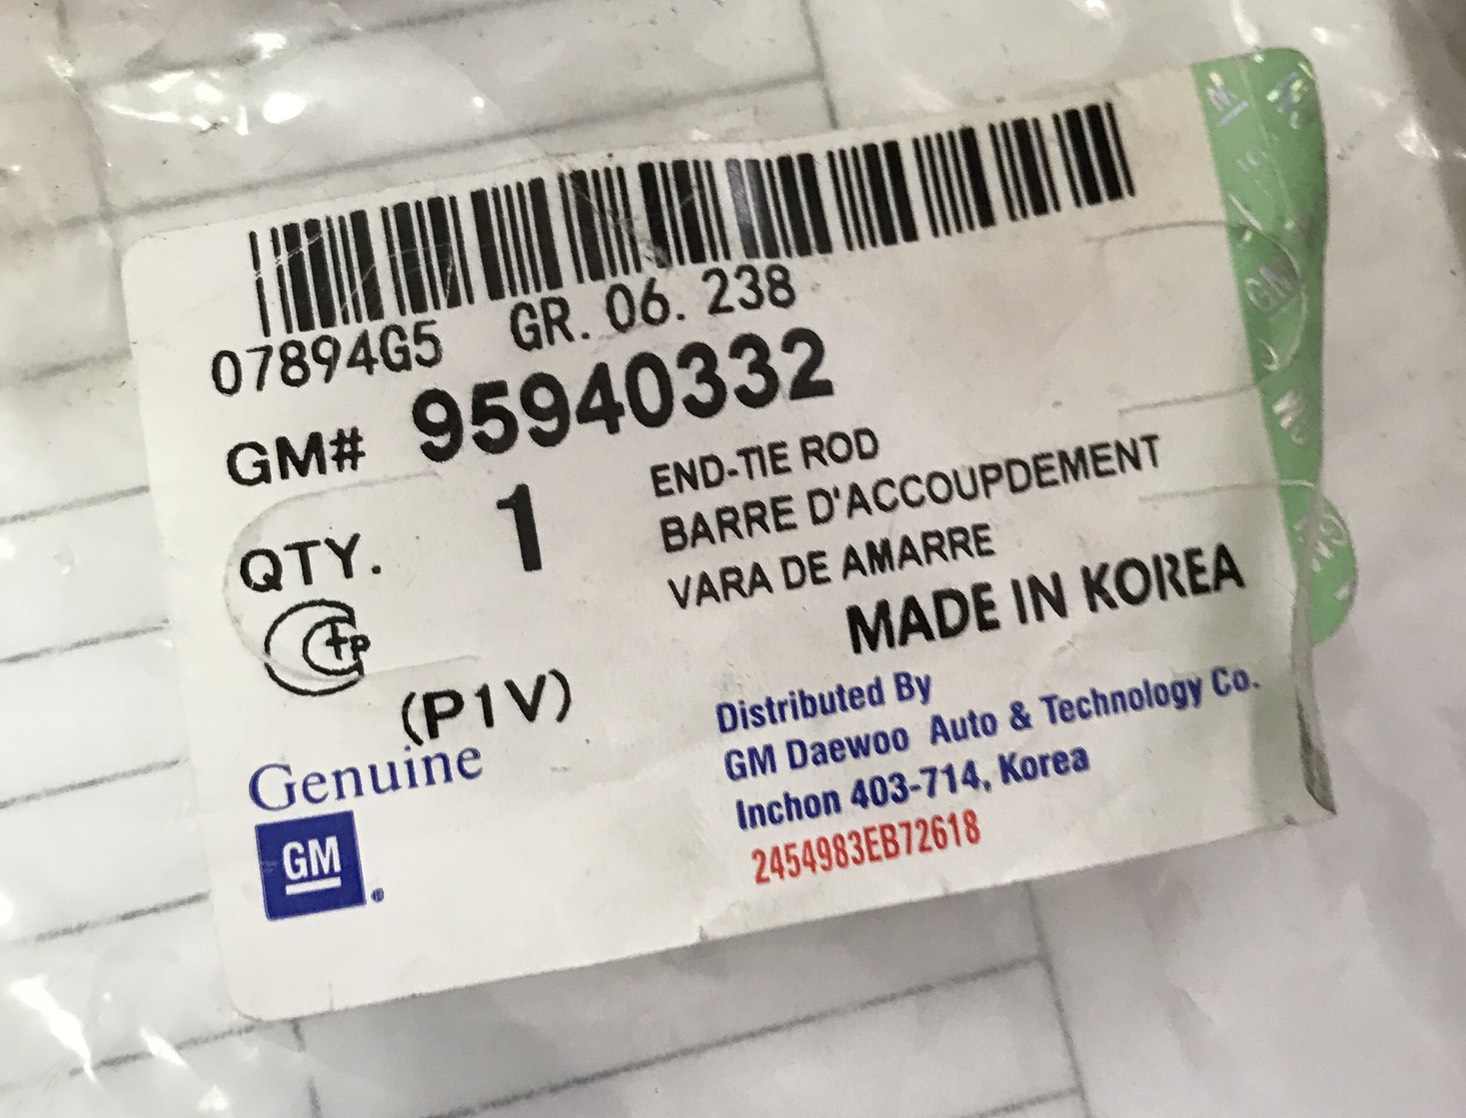 07894G5 GR. 06. 238
GM# 95940332
QTY. 1
END-TIE ROD
BARRE D'ACCOUPDEMENT
VARA DE AMARRE
MADE IN KOREA
(P1V)
Genuine
GM
Distributed By
GM Daewoo Auto & Technology Co.
Inchon 403-714, Korea
2454983EB72618
GM